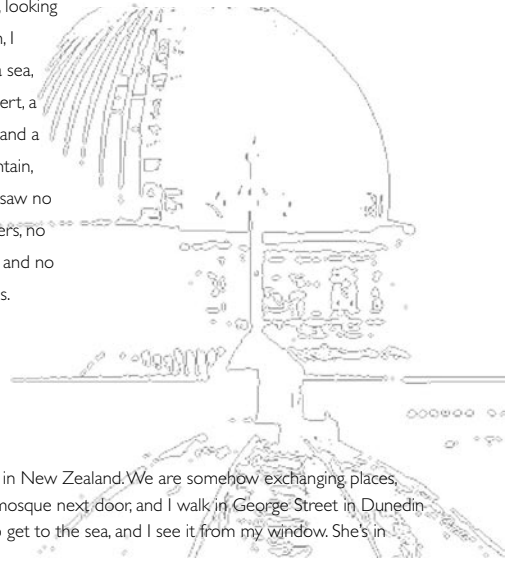 looking
, I
sea,
ert, a
and a
ntain,
saw no
ers, no
and no
s.
in New Zealand. We are somehow exchanging places,
mosque next door, and I walk in George Street in Dunedin
get to the sea, and I see it from my window. She's in